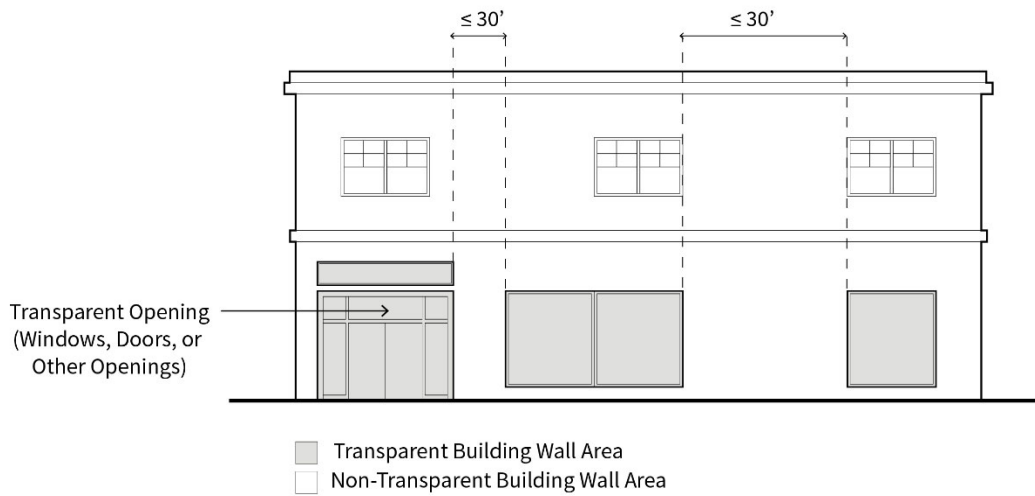 ≤ 30’
≤ 30’
Transparent Opening
(Windows, Doors, or
Other Openings)
Transparent Building Wall Area
Non-Transparent Building Wall Area